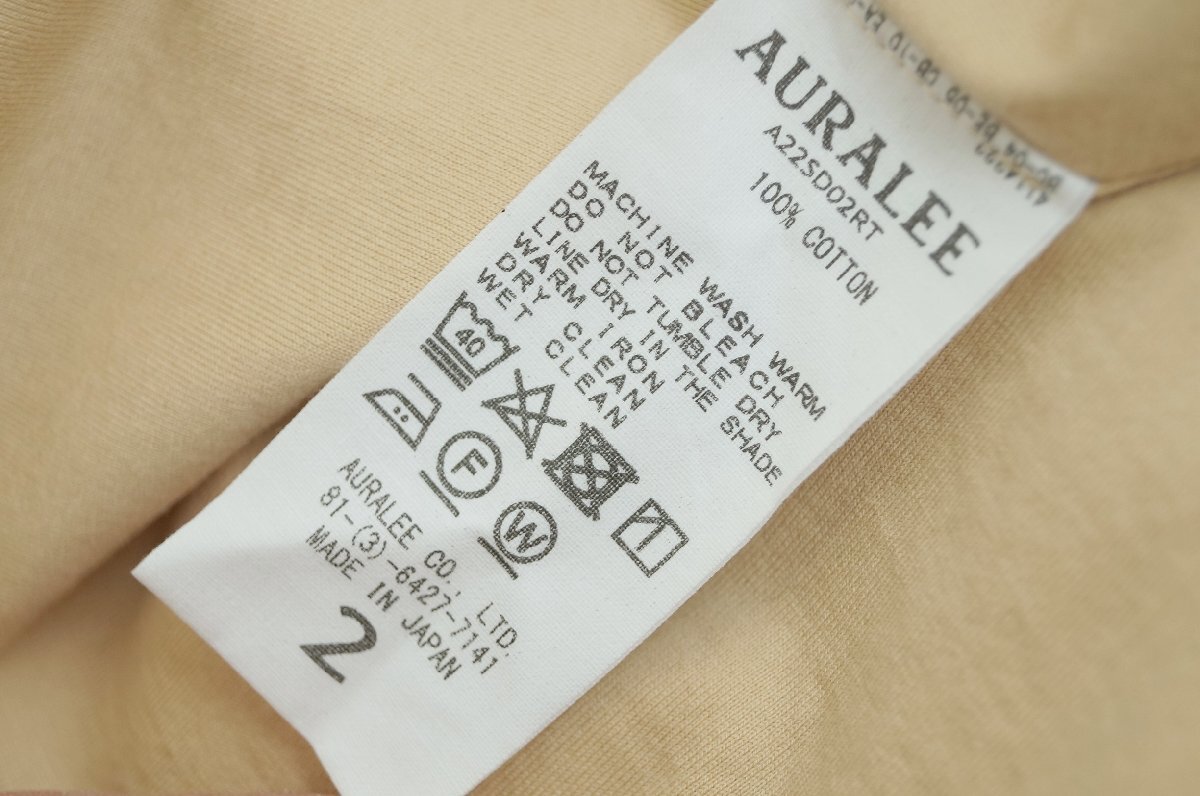 AURALEE
A22SD02RT
100% COTTON
MACHINE WASH WARM
DO NOT BLEACH
DO NOT TUMBLE DRY
LINE DRY IN THE SHADE
WARM IRON
DRY CLEAN
WET CLEAN
40
F
W
AURALEE CO., LTD.
81-(3)-6427-7141
MADE IN JAPAN
2